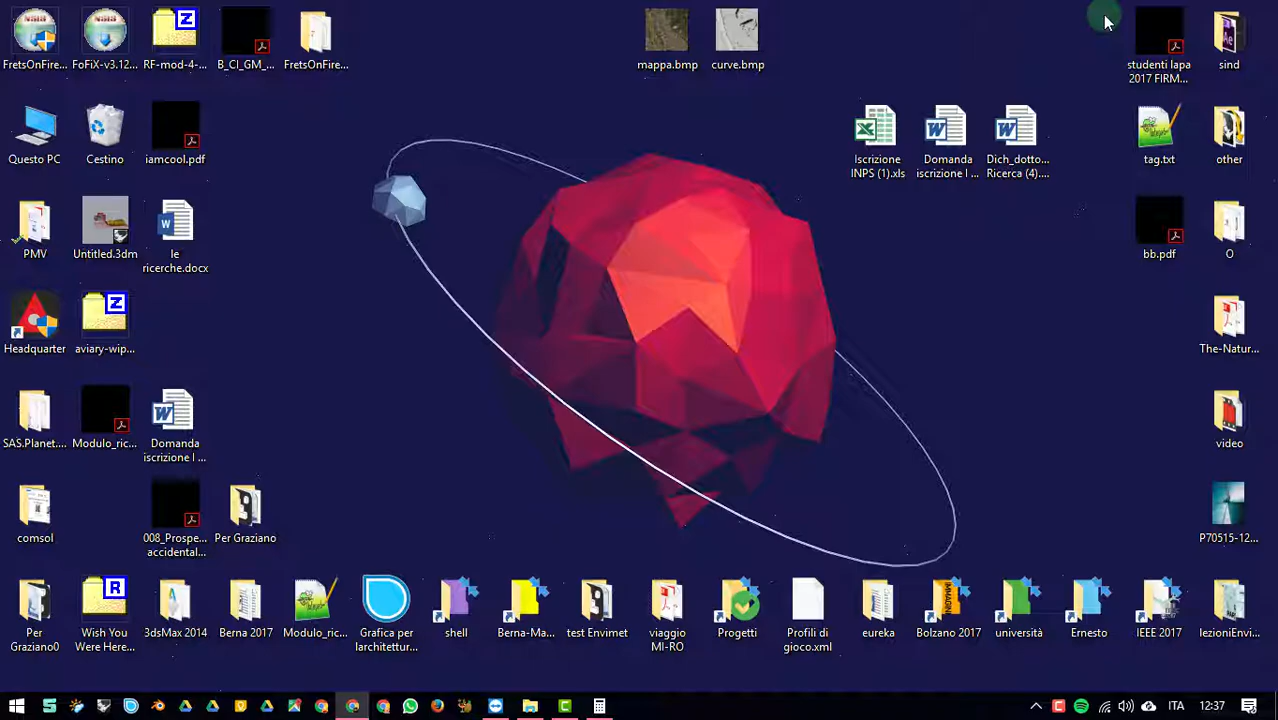 FretsOnFire...
FoFiX-v3.12...
RF-mod-4-...
B_CI_GM_...
FretsOnFire...
mappa.bmp
curve.bmp
studenti Iapa
2017 FIRM...
sind
Questo PC
Cestino
iamcool.pdf
Iscrizione
INPS (1).xls
Domanda
iscrizione I ...
Dich_dotto...
Ricerca (4)....
tag.txt
other
PMV
Untitled.3dm
le
ricerche.docx
bb.pdf
O
Headquarter
aviary-wip...
The-Natur...
SAS.Planet....
Modulo_ric...
Domanda
iscrizione I ...
video
comsol
008_Prospe...
accidental...
Per Graziano
P70515-12...
Per
Graziano0
Wish You
Were Here...
3dsMax 2014
Berna 2017
Modulo_ric...
Grafica per
larchitettur...
shell
Berna-Ma...
test Envimet
viaggio
MI-RO
Progetti
Profili di
gioco.xml
eureka
Bolzano 2017
università
Ernesto
IEEE 2017
lezioniEnvi...
ITA
12:37